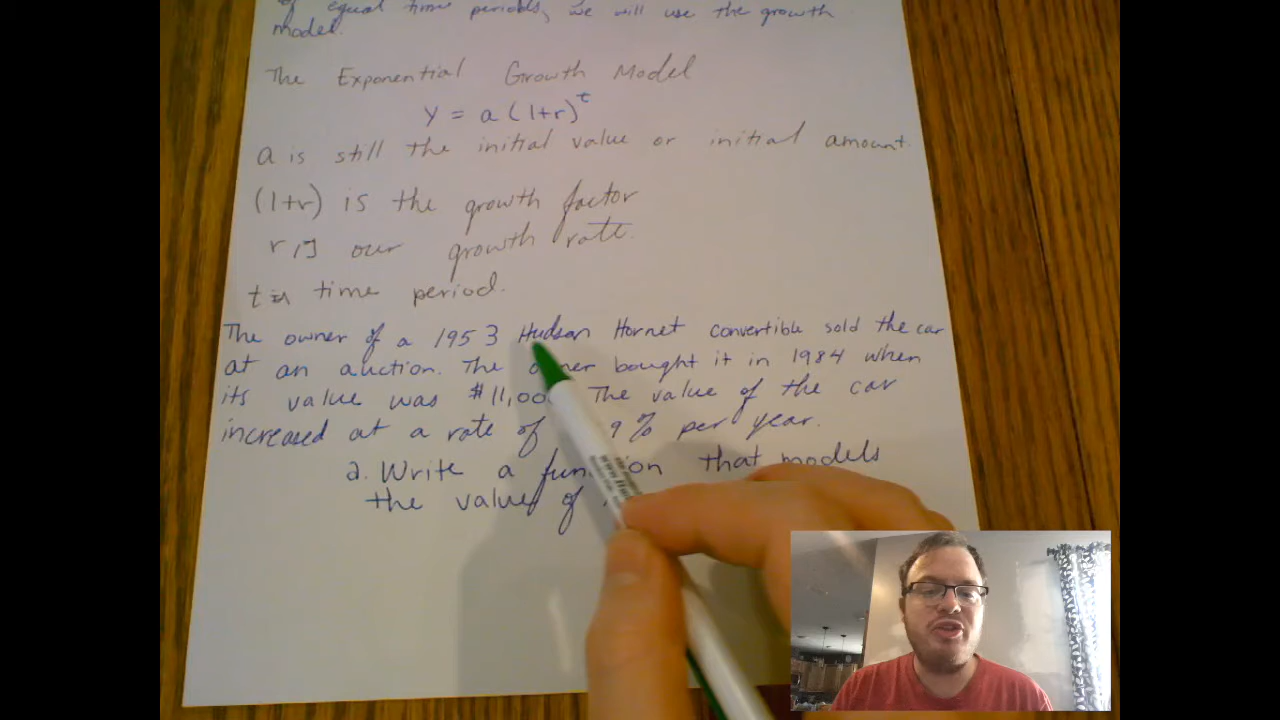 of equal time periods, we will use the growth
model.
The Exponential Growth Model
y = a (1+r)^t
a is still the initial value or initial amount.
(1+r) is the growth factor
r is our growth rate.
t is time period.
The owner of a 1953 Hudson Hornet convertible sold the car
at an auction. The owner bought it in 1984 when
its value was $11,00 The value of the car
increased at a rate of 9% per year.
a. Write a that models
the value of